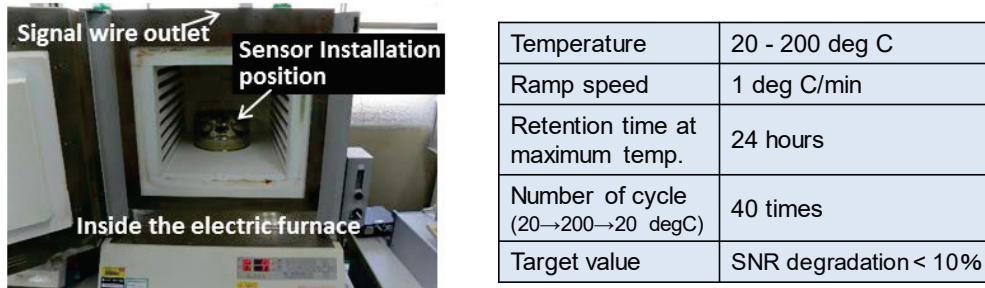 Signal wire outlet
Sensor Installation
position
Inside the electric furnace
Temperature 20 - 200 deg C
Ramp speed 1 deg C/min
Retention time at
maximum temp. 24 hours
Number of cycle
(20→200→20 degC) 40 times
Target value SNR degradation < 10%